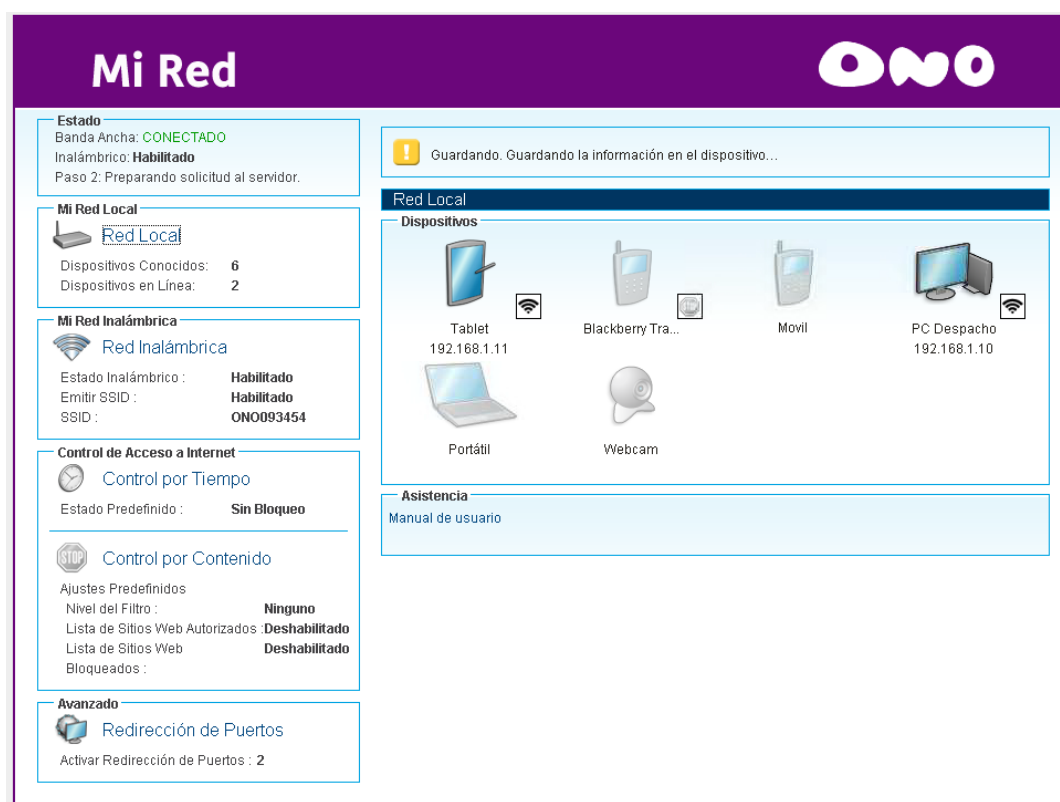 Mi Red
ONO
Estado
Banda Ancha: CONECTADO
Inalámbrico: Habilitado
Paso 2: Preparando solicitud al servidor.
Mi Red Local
Red Local
Dispositivos Conocidos: 6
Dispositivos en Línea: 2
Mi Red Inalámbrica
Red Inalámbrica
Estado Inalámbrico : Habilitado
Emitir SSID : Habilitado
SSID : ONO093454
Control de Acceso a Internet
Control por Tiempo
Estado Predefinido : Sin Bloqueo
STOP
Control por Contenido
Ajustes Predefinidos
Nivel del Filtro : Ninguno
Lista de Sitios Web Autorizados :Deshabilitado
Lista de Sitios Web Deshabilitado
Bloqueados :
Avanzado
Redirección de Puertos
Activar Redirección de Puertos : 2
! Guardando. Guardando la información en el dispositivo...
Red Local
Dispositivos
Tablet Blackberry Tra... Movil PC Despacho
192.168.1.11 192.168.1.10
Portátil Webcam
Asistencia
Manual de usuario